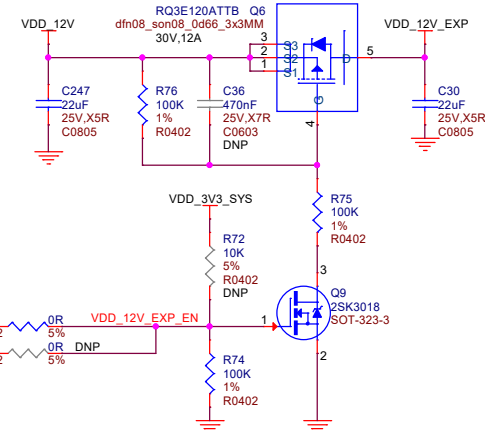 RQ3E120ATTB Q6
dfn08_son08_0d66_3x3MM
30V,12A
VDD_12V
VDD_12V_EXP
3 S3
2 S2
1 S1
D 5
G
4
C247
22uF
25V,X5R
C0805
R76
100K
1%
R0402
C36
470nF
25V,X7R
C0603
DNP
C30
22uF
25V,X5R
C0805
VDD_3V3_SYS
R75
100K
1%
R0402
R72
10K
5%
R0402
DNP
3
Q9
2SK3018
SOT-323-3
0R
5%
VDD_12V_EXP_EN
1
2
0R DNP
5%
R74
100K
1%
R0402